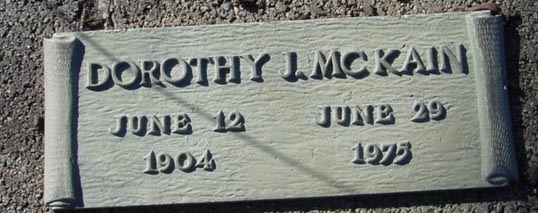 DOROTHY J. MCKAIN
JUNE 12 JUNE 29
1904 1975